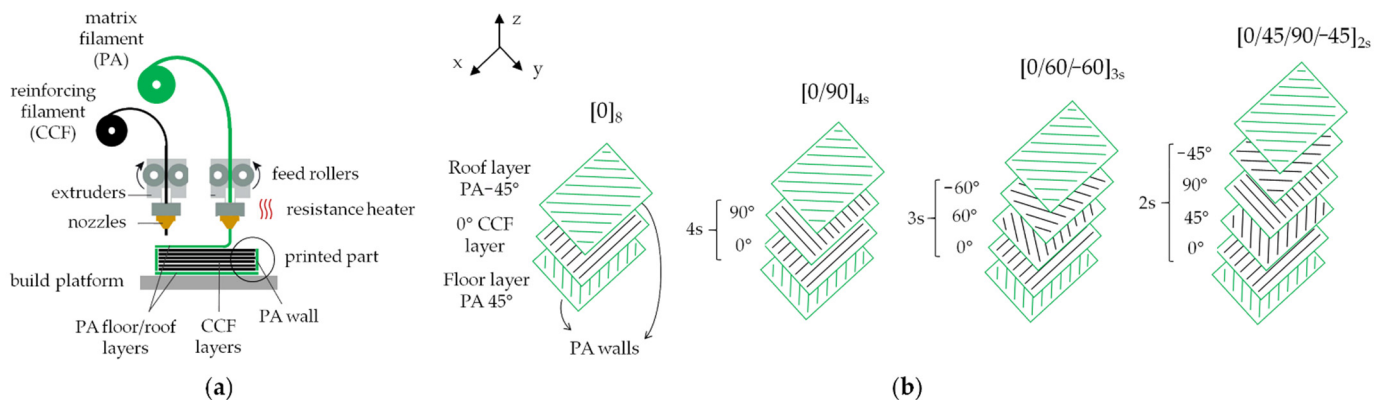 matrix
filament
(PA)
reinforcing
filament
(CCF)
extruders
nozzles
feed rollers
resistance heater
printed part
build platform
PA floor/roof
layers
CCF
layers
PA wall
(a)
z
x
y
[0]8
Roof layer
PA−45°
0° CCF
layer
Floor layer
PA 45°
PA walls
[0/90]4s
4s
90°
0°
[0/60/−60]3s
3s
−60°
60°
0°
[0/45/90/−45]2s
2s
−45°
90°
45°
0°
(b)